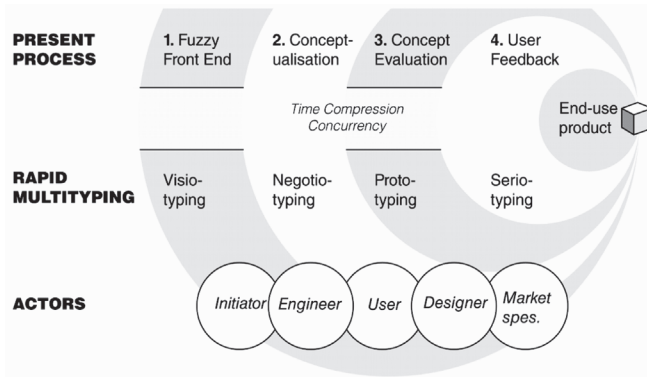 PRESENT
PROCESS
1. Fuzzy
Front End
2. Concept-
ualisation
3. Concept
Evaluation
4. User
Feedback
Time Compression
Concurrency
End-use
product
RAPID
MULTITYPING
Visio-
typing
Negotio-
typing
Proto-
typing
Serio-
typing
ACTORS
Initiator
Engineer
User
Designer
Market
spes.